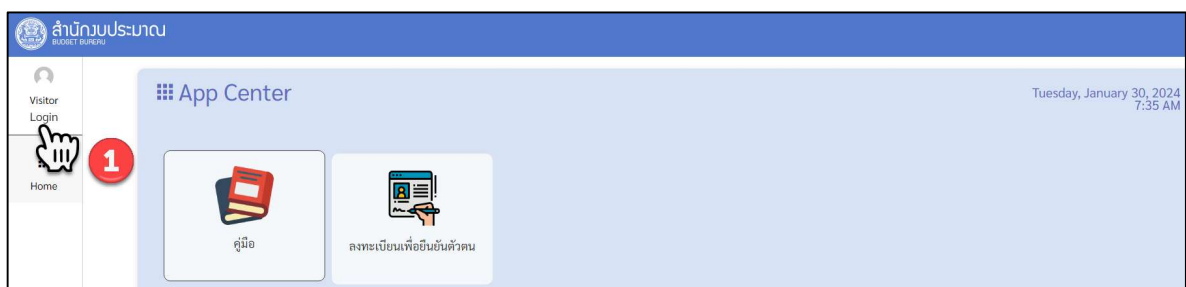 สำนักงบประมาณ
BUDGET BURERU
Visitor
Login
1
Home
App Center
Tuesday, January 30, 2024
7:35 AM
คู่มือ
ลงทะเบียนเพื่อยืนยันตัวตน